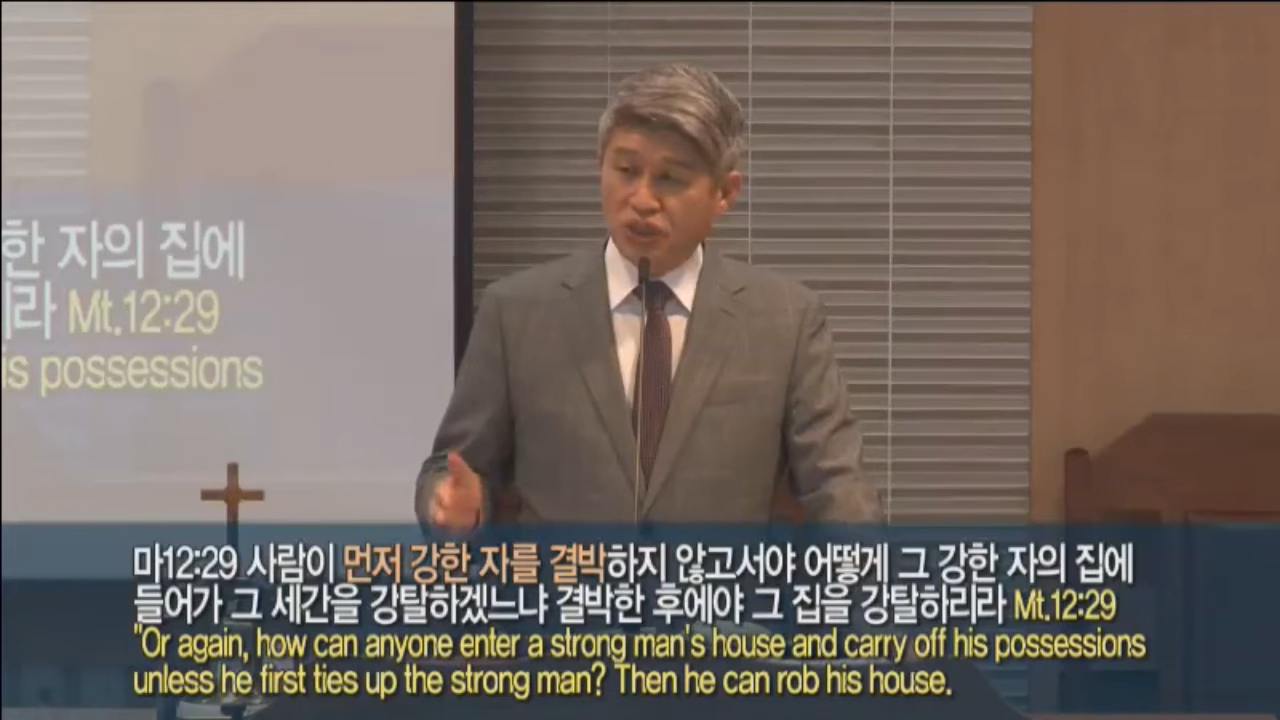 한 자의 집에
라 Mt.12:29
is possessions
마12:29 사람이 먼저 강한 자를 결박하지 않고서야 어떻게 그 강한 자의 집에
들어가 그 세간을 강탈하겠느냐 결박한 후에야 그 집을 강탈하리라 Mt.12:29
"Or again, how can anyone enter a strong man's house and carry off his possessions
unless he first ties up the strong man? Then he can rob his house.